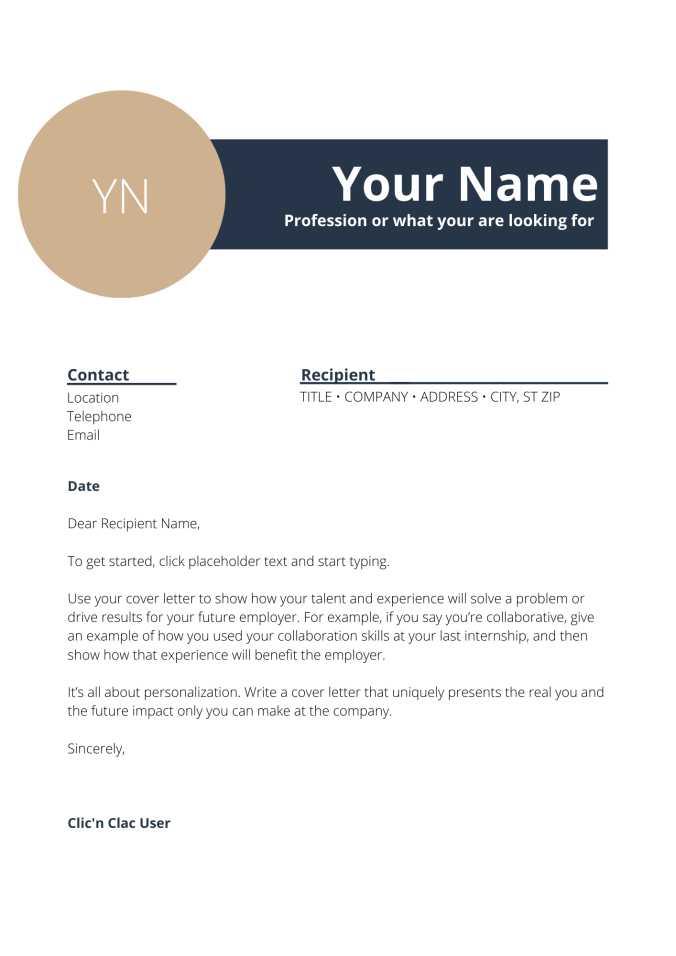 YN
Your Name
Profession or what your are looking for
Contact
Location
Telephone
Email
Recipient
TITLE • COMPANY • ADDRESS • CITY, ST ZIP
Date
Dear Recipient Name,
To get started, click placeholder text and start typing.
Use your cover letter to show how your talent and experience will solve a problem or
drive results for your future employer. For example, if you say you’re collaborative, give
an example of how you used your collaboration skills at your last internship, and then
show how that experience will benefit the employer.
It’s all about personalization. Write a cover letter that uniquely presents the real you and
the future impact only you can make at the company.
Sincerely,
Clic'n Clac User